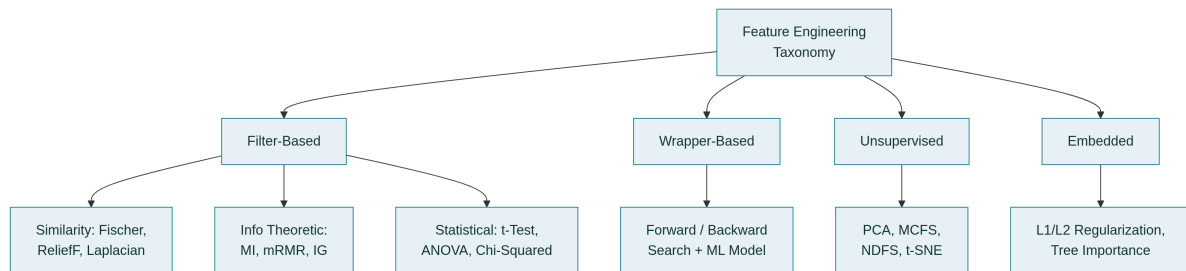 Feature Engineering
Taxonomy
Filter-Based
Wrapper-Based
Unsupervised
Embedded
Similarity: Fischer,
ReliefF, Laplacian
Info Theoretic:
MI, mRMR, IG
Statistical: t-Test,
ANOVA, Chi-Squared
Forward / Backward
Search + ML Model
PCA, MCFS,
NDFS, t-SNE
L1/L2 Regularization,
Tree Importance